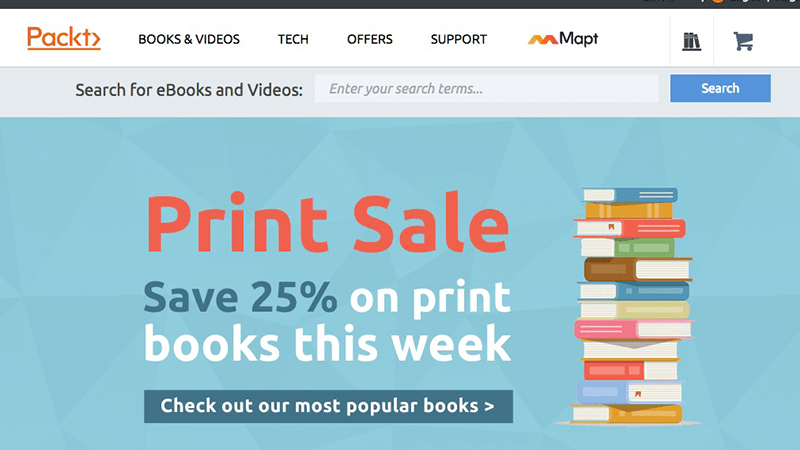 Packt>
BOOKS & VIDEOS TECH OFFERS SUPPORT Mapt
Search for eBooks and Videos: Enter your search terms... Search
Print Sale
Save 25% on print
books this week
Check out our most popular books >